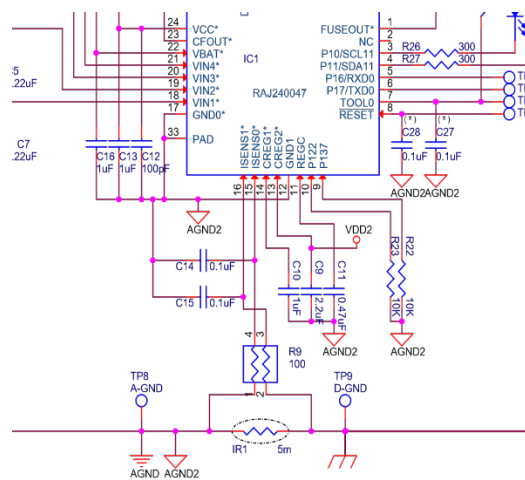 24
23
22
21
20
19
18
17
33
VCC*
CFOUT*
VBAT*
VIN4*
VIN3*
VIN2*
VIN1*
GND0*
PAD
IC1
RAJ240047
FUSEOUT*
NC
P10/SCL11
P11/SDA11
P16/RXD0
P17/TXD0
TOOL0
RESET
1
2
3
4
5
6
7
8
R26
300
R27
300
.22uF
C7
.22uF
C16
1uF
C13
1uF
C12
100pF
(*)
C28
0.1uF
(*)
C27
0.1uF
AGND2
AGND2
ISENS1*
ISENS0*
CREG1*
CREG2*
GND1
REGC
P122
P137
16
15
14
13
12
11
10
9
AGND2
VDD2
C14
0.1uF
C15
0.1uF
C10
1uF
C9
2.2uF
C11
0.47uF
R23
10K
R22
10K
AGND2
AGND2
4
3
R9
100
1
2
TP8
A-GND
TP9
D-GND
IR1
5m
AGND
AGND2